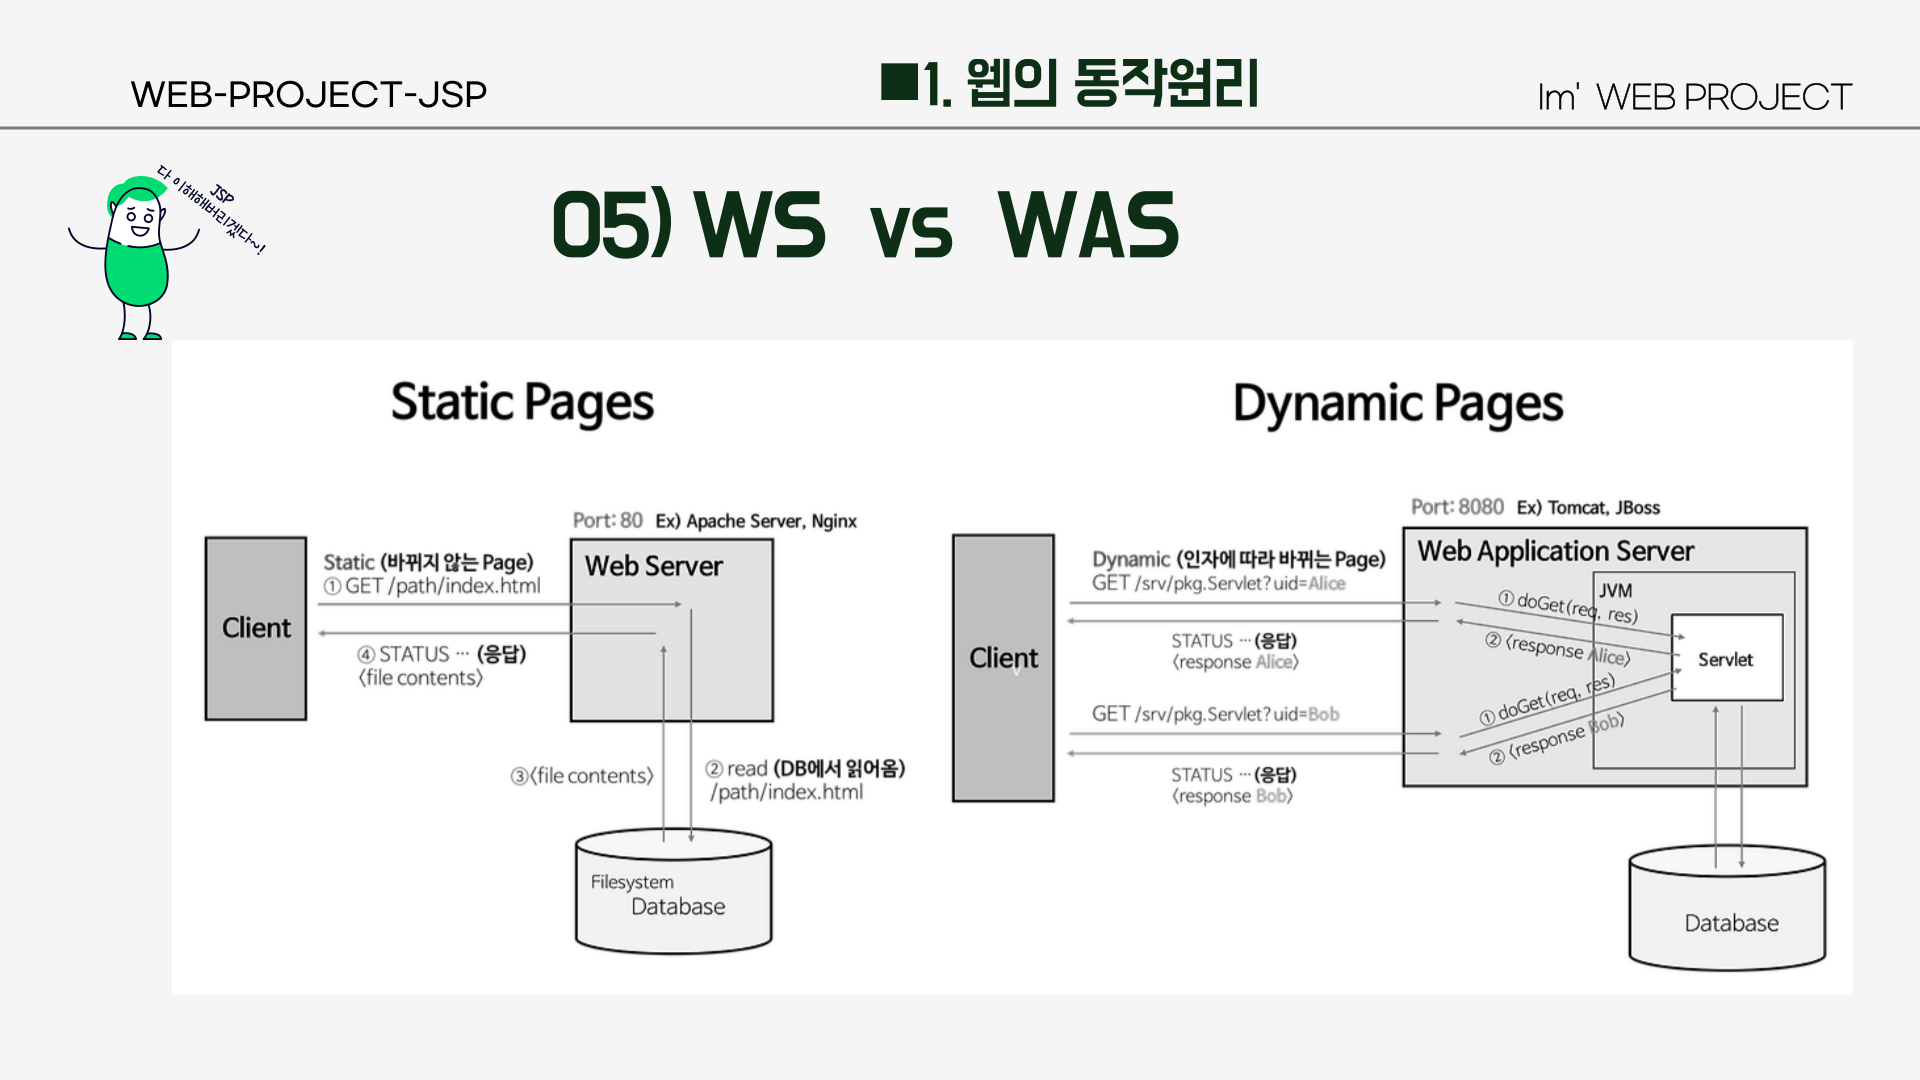 WEB-PROJECT-JSP
■1. 웹의 동작원리
Im' WEB PROJECT
JSP
다 이해해버리겠다~!
05) WS vs WAS
Static Pages
Port: 80 Ex) Apache Server, Nginx
Client
Static (바뀌지 않는 Page)
① GET /path/index.html
Web Server
④ STATUS ··· (응답)
〈file contents〉
③〈file contents〉
② read (DB에서 읽어옴)
/path/index.html
Filesystem
Database
Dynamic Pages
Port: 8080 Ex) Tomcat, JBoss
Client
Dynamic (인자에 따라 바뀌는 Page)
GET /srv/pkg.Servlet? uid=Alice
STATUS ··· (응답)
〈response Alice〉
GET /srv/pkg.Servlet? uid=Bob
STATUS ··· (응답)
〈response Bob〉
Web Application Server
JVM
① doGet(req, res)
② 〈response Alice〉
① doGet(req, res)
② 〈response Bob〉
Servlet
Database